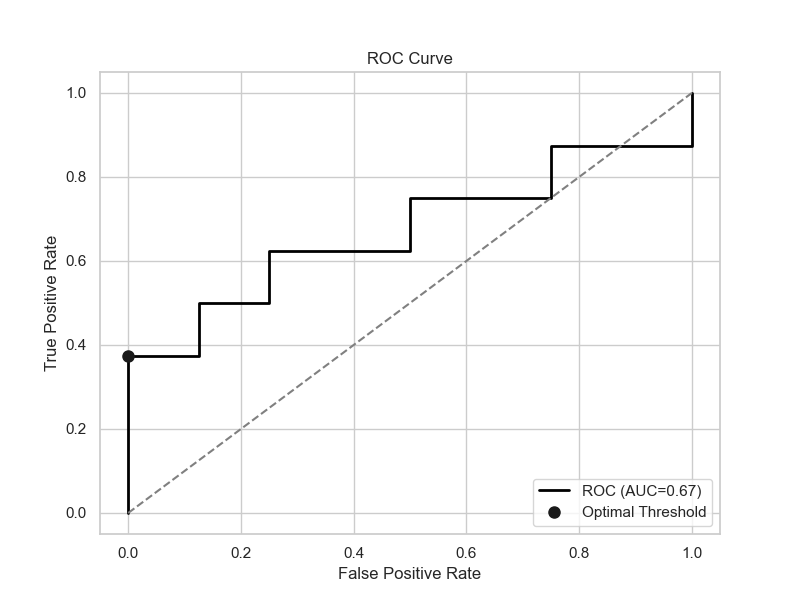 ROC Curve
1.0
0.8
0.6
0.4
0.2
0.0
True Positive Rate
0.0 0.2 0.4 0.6 0.8 1.0
False Positive Rate
ROC (AUC=0.67)
Optimal Threshold